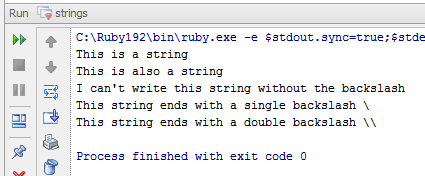 Run strings
C:\Ruby192\bin\ruby.exe -e $stdout.sync=true;$stde
This is a string
This is also a string
I can't write this string without the backslash
This string ends with a single backslash \
This string ends with a double backslash \\
Process finished with exit code 0